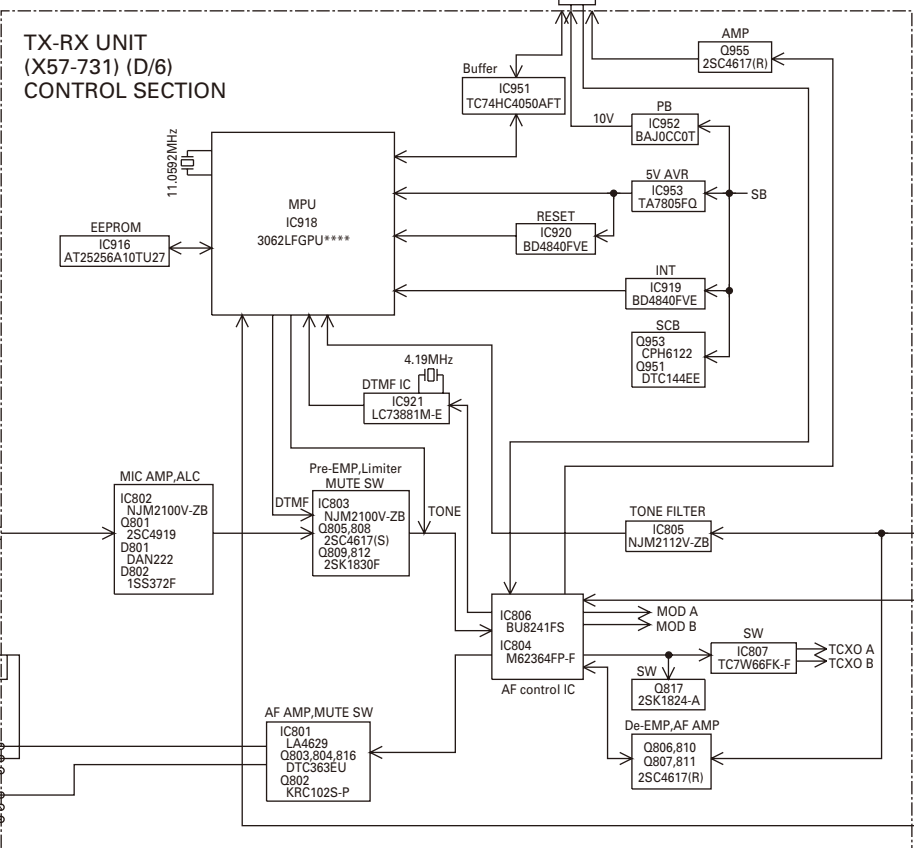 TX-RX UNIT
(X57-731) (D/6)
CONTROL SECTION
AMP
Q955
2SC4617(R)
Buffer
IC951
TC74HC4050AFT
PB
10V
IC952
BAJ0CC0T
11.0592MHz
MPU
IC918
3062LFGPU****
5V AVR
IC953
TA7805FQ
SB
EEPROM
IC916
AT25256A10TU27
RESET
IC920
BD4840FVE
INT
IC919
BD4840FVE
SCB
Q953
CPH6122
Q951
DTC144EE
4.19MHz
DTMF IC
IC921
LC73881M-E
MIC AMP,ALC
IC802
NJM2100V-ZB
Q801
2SC4919
D801
DAN222
D802
1SS372F
Pre-EMP,Limiter
MUTE SW
DTMF
IC803
NJM2100V-ZB
Q805,808
2SC4617(S)
Q809,812
2SK1830F
TONE
TONE FILTER
IC805
NJM2112V-ZB
IC806
BU8241FS
IC804
M62364FP-F
AF control IC
MOD A
MOD B
SW
IC807
TC7W66FK-F
TCXO A
TCXO B
SW
Q817
2SK1824-A
De-EMP,AF AMP
Q806,810
Q807,811
2SC4617(R)
AF AMP,MUTE SW
IC801
LA4629
Q803,804,816
DTC363EU
Q802
KRC102S-P